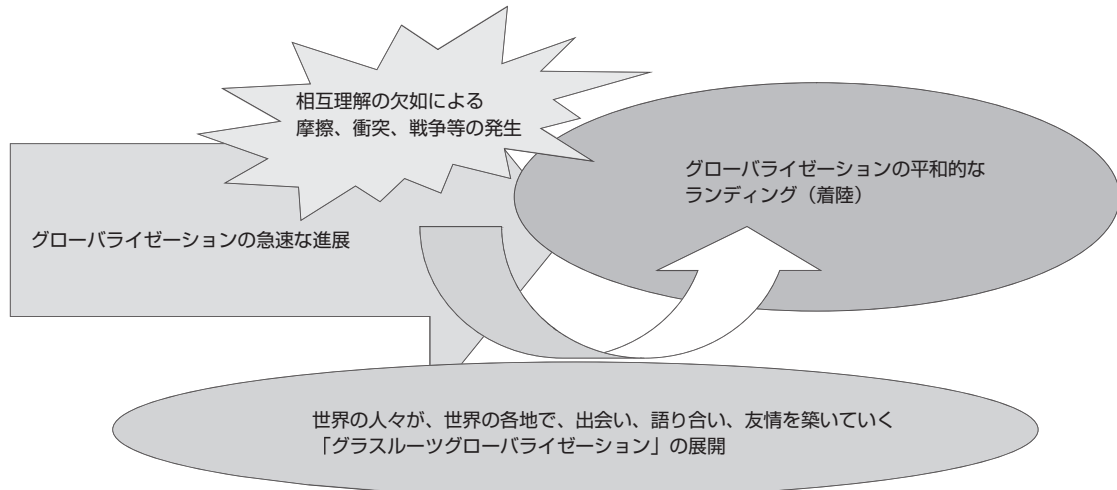 相互理解の欠如による
摩擦、衝突、戦争等の発生
グローバライゼーションの平和的な
ランディング（着陸）
グローバライゼーションの急速な進展
世界の人々が、世界の各地で、出会い、語り合い、友情を築いていく
「グラスルーツグローバライゼーション」の展開